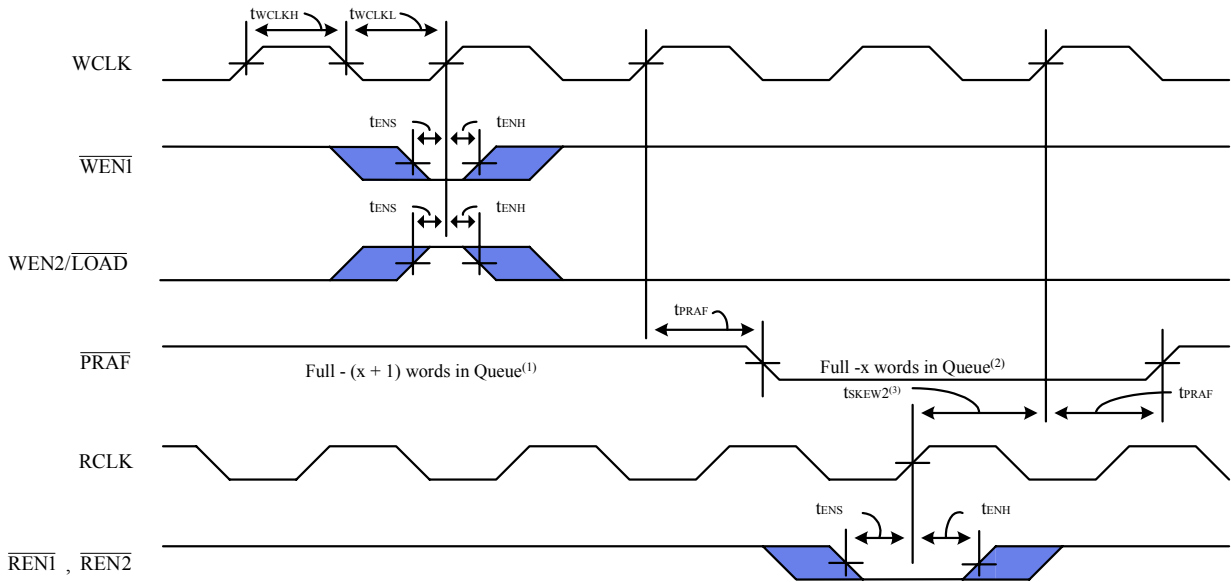 tWCLKH tWCLKL
WCLK
tENS tENH
WEN1
tENS tENH
WEN2/LOAD
tPRAF
PRAF
Full - (x + 1) words in Queue(1)
Full -x words in Queue(2)
tSKEW2(3) tPRAF
RCLK
tENS tENH
REN1 , REN2